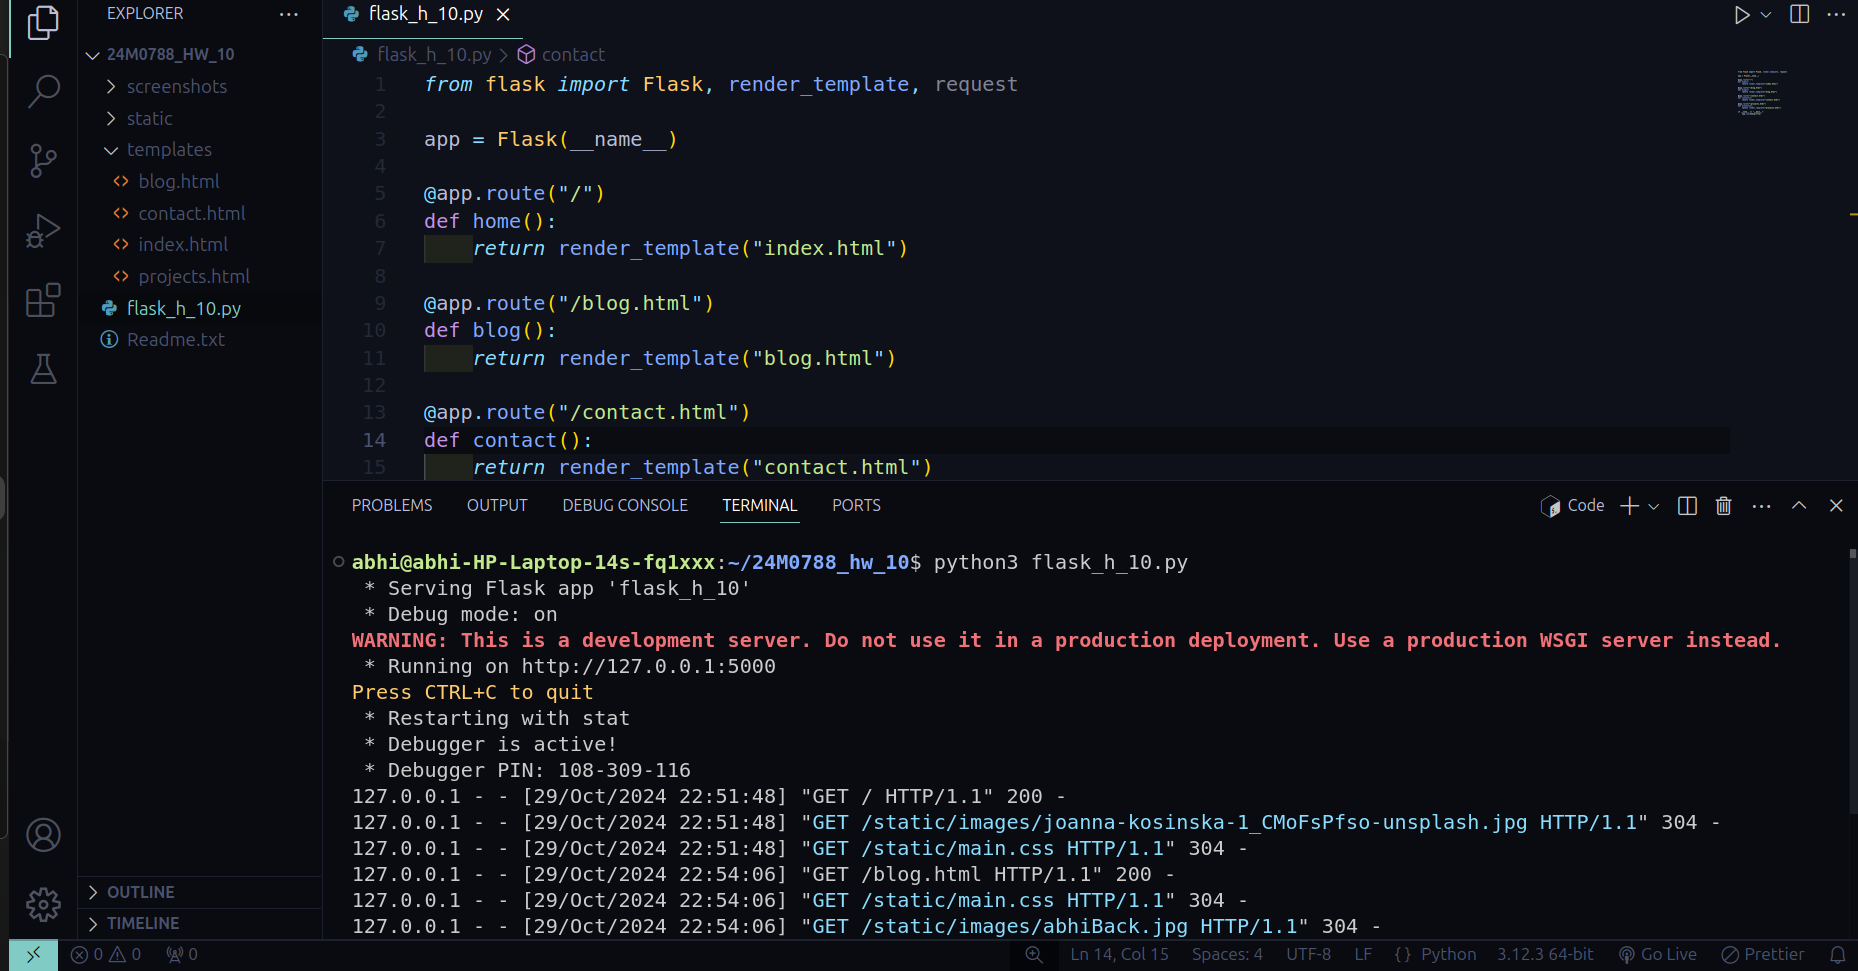 EXPLORER
24M0788_HW_10
screenshots
static
templates
blog.html
contact.html
index.html
projects.html
flask_h_10.py
Readme.txt
OUTLINE
TIMELINE
flask_h_10.py
flask_h_10.py > contact
1 from flask import Flask, render_template, request
2
3 app = Flask(__name__)
4
5 @app.route("/")
6 def home():
7 return render_template("index.html")
8
9 @app.route("/blog.html")
10 def blog():
11 return render_template("blog.html")
12
13 @app.route("/contact.html")
14 def contact():
15 return render_template("contact.html")
PROBLEMS OUTPUT DEBUG CONSOLE TERMINAL PORTS Code
abhi@abhi-HP-Laptop-14s-fq1xxx:~/24M0788_hw_10$ python3 flask_h_10.py
* Serving Flask app 'flask_h_10'
* Debug mode: on
WARNING: This is a development server. Do not use it in a production deployment. Use a production WSGI server instead.
* Running on http://127.0.0.1:5000
Press CTRL+C to quit
* Restarting with stat
* Debugger is active!
* Debugger PIN: 108-309-116
127.0.0.1 - - [29/Oct/2024 22:51:48] "GET / HTTP/1.1" 200 -
127.0.0.1 - - [29/Oct/2024 22:51:48] "GET /static/images/joanna-kosinska-1_CMoFsPfso-unsplash.jpg HTTP/1.1" 304 -
127.0.0.1 - - [29/Oct/2024 22:51:48] "GET /static/main.css HTTP/1.1" 304 -
127.0.0.1 - - [29/Oct/2024 22:54:06] "GET /blog.html HTTP/1.1" 200 -
127.0.0.1 - - [29/Oct/2024 22:54:06] "GET /static/main.css HTTP/1.1" 304 -
127.0.0.1 - - [29/Oct/2024 22:54:06] "GET /static/images/abhiBack.jpg HTTP/1.1" 304 -
0 0 0 Ln 14, Col 15 Spaces: 4 UTF-8 LF {} Python 3.12.3 64-bit Go Live Prettier